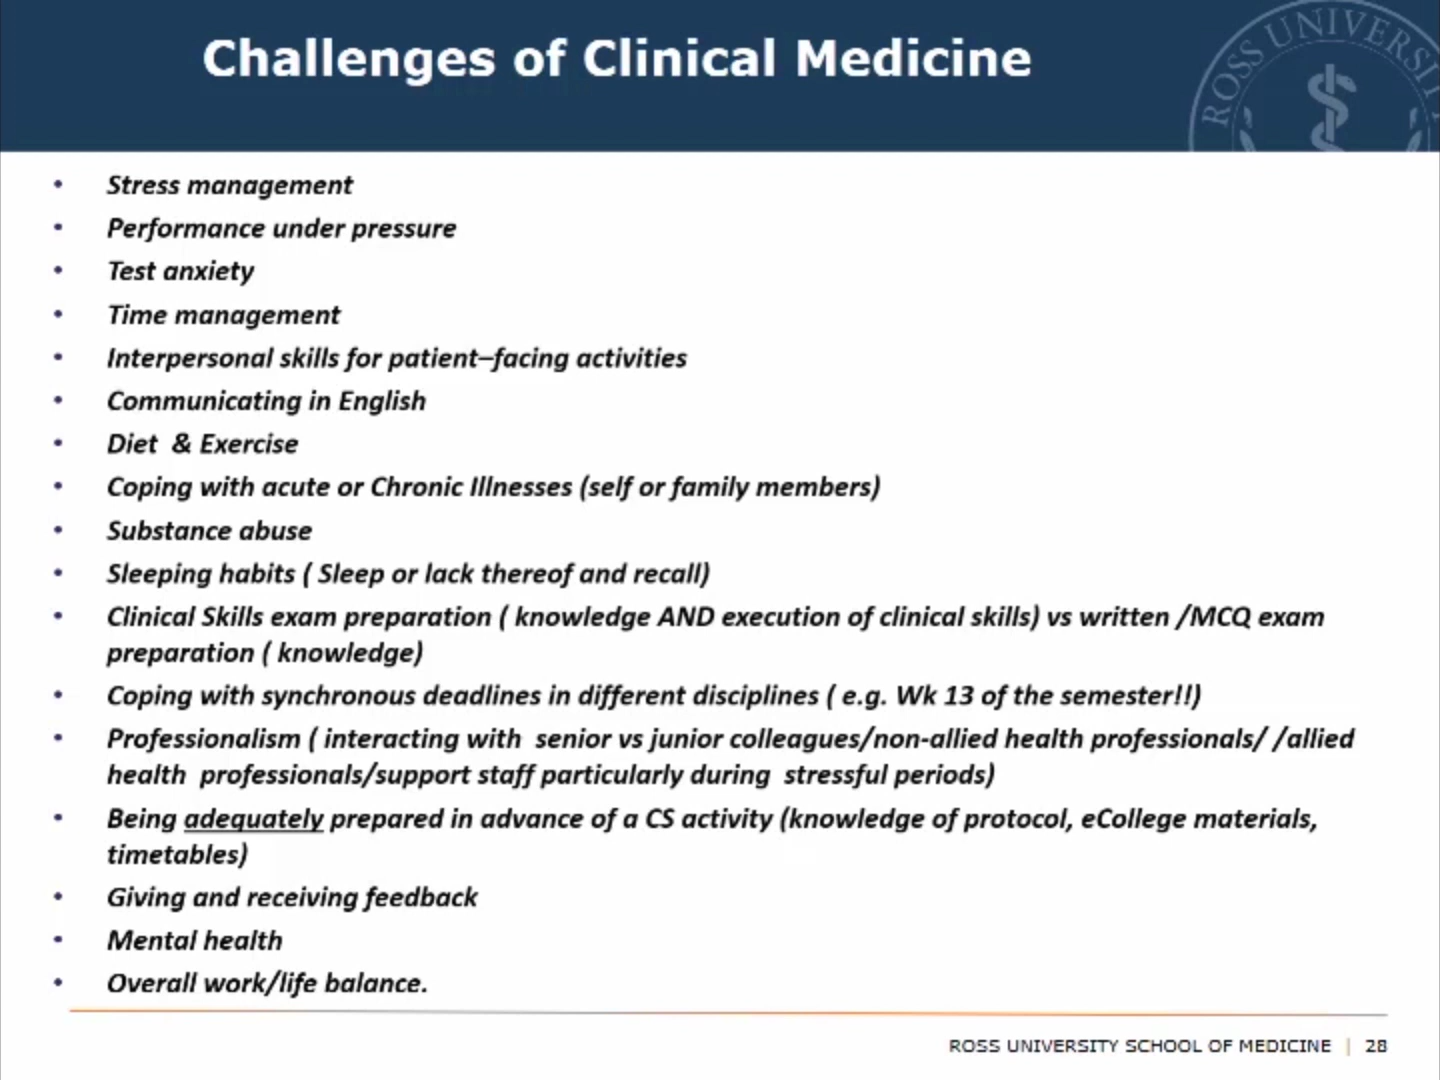 Challenges of Clinical Medicine
ROSS UNIVERSITY
• Stress management
• Performance under pressure
• Test anxiety
• Time management
• Interpersonal skills for patient–facing activities
• Communicating in English
• Diet & Exercise
• Coping with acute or Chronic Illnesses (self or family members)
• Substance abuse
• Sleeping habits ( Sleep or lack thereof and recall)
• Clinical Skills exam preparation ( knowledge AND execution of clinical skills) vs written /MCQ exam
preparation ( knowledge)
• Coping with synchronous deadlines in different disciplines ( e.g. Wk 13 of the semester!!)
• Professionalism ( interacting with senior vs junior colleagues/non-allied health professionals/ /allied
health professionals/support staff particularly during stressful periods)
• Being adequately prepared in advance of a CS activity (knowledge of protocol, eCollege materials,
timetables)
• Giving and receiving feedback
• Mental health
• Overall work/life balance.
ROSS UNIVERSITY SCHOOL OF MEDICINE | 28